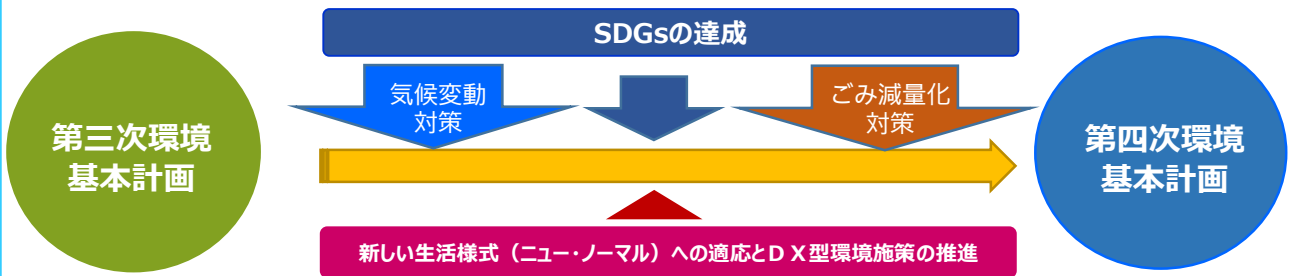 SDGsの達成
気候変動
対策
ごみ減量化
対策
第三次環境
基本計画
第四次環境
基本計画
新しい生活様式（ニュー・ノーマル）への適応とＤＸ型環境施策の推進